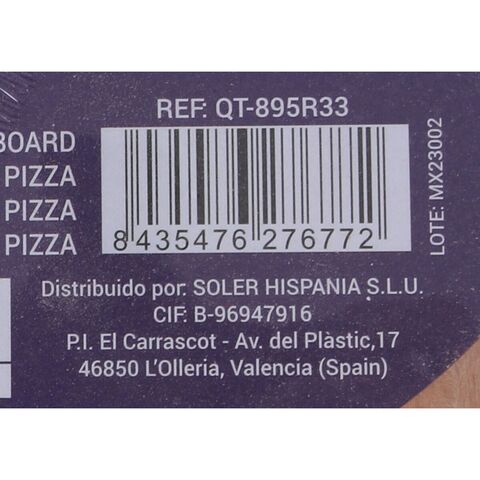 REF: QT-895R33
BOARD
PIZZA
PIZZA
PIZZA
8 435476 276772
LOTE: MX23002
Distribuido por: SOLER HISPANIA S.L.U.
CIF: B-96947916
P.I. El Carrascot - Av. del Plàstic,17
46850 L'Olleria, Valencia (Spain)